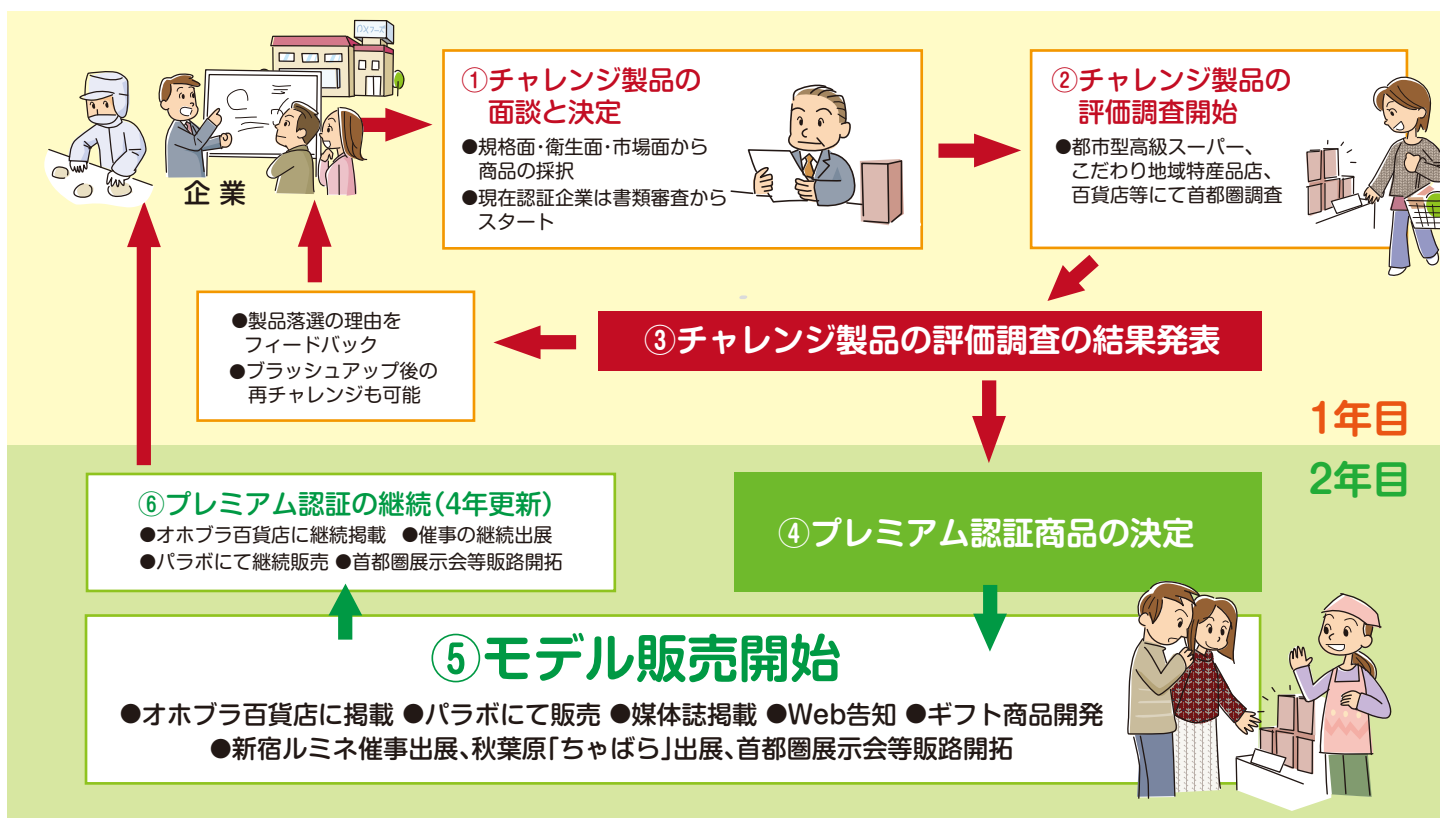 企業
①チャレンジ製品の
面談と決定
●規格面・衛生面・市場面から
商品の採択
●現在認証企業は書類審査から
スタート
②チャレンジ製品の
評価調査開始
●都市型高級スーパー、
こだわり地域特産品店、
百貨店等にて首都圏調査
③チャレンジ製品の評価調査の結果発表
●製品落選の理由を
フィードバック
●ブラッシュアップ後の
再チャレンジも可能
1年目
2年目
④プレミアム認証商品の決定
⑤モデル販売開始
●オホブラ百貨店に掲載 ●パラボにて販売 ●媒体誌掲載 ●Web告知 ●ギフト商品開発
●新宿ルミネ催事出展、秋葉原「ちゃばら」出展、首都圏展示会等販路開拓
⑥プレミアム認証の継続(4年更新)
●オホブラ百貨店に継続掲載 ●催事の継続出展
●パラボにて継続販売 ●首都圏展示会等販路開拓